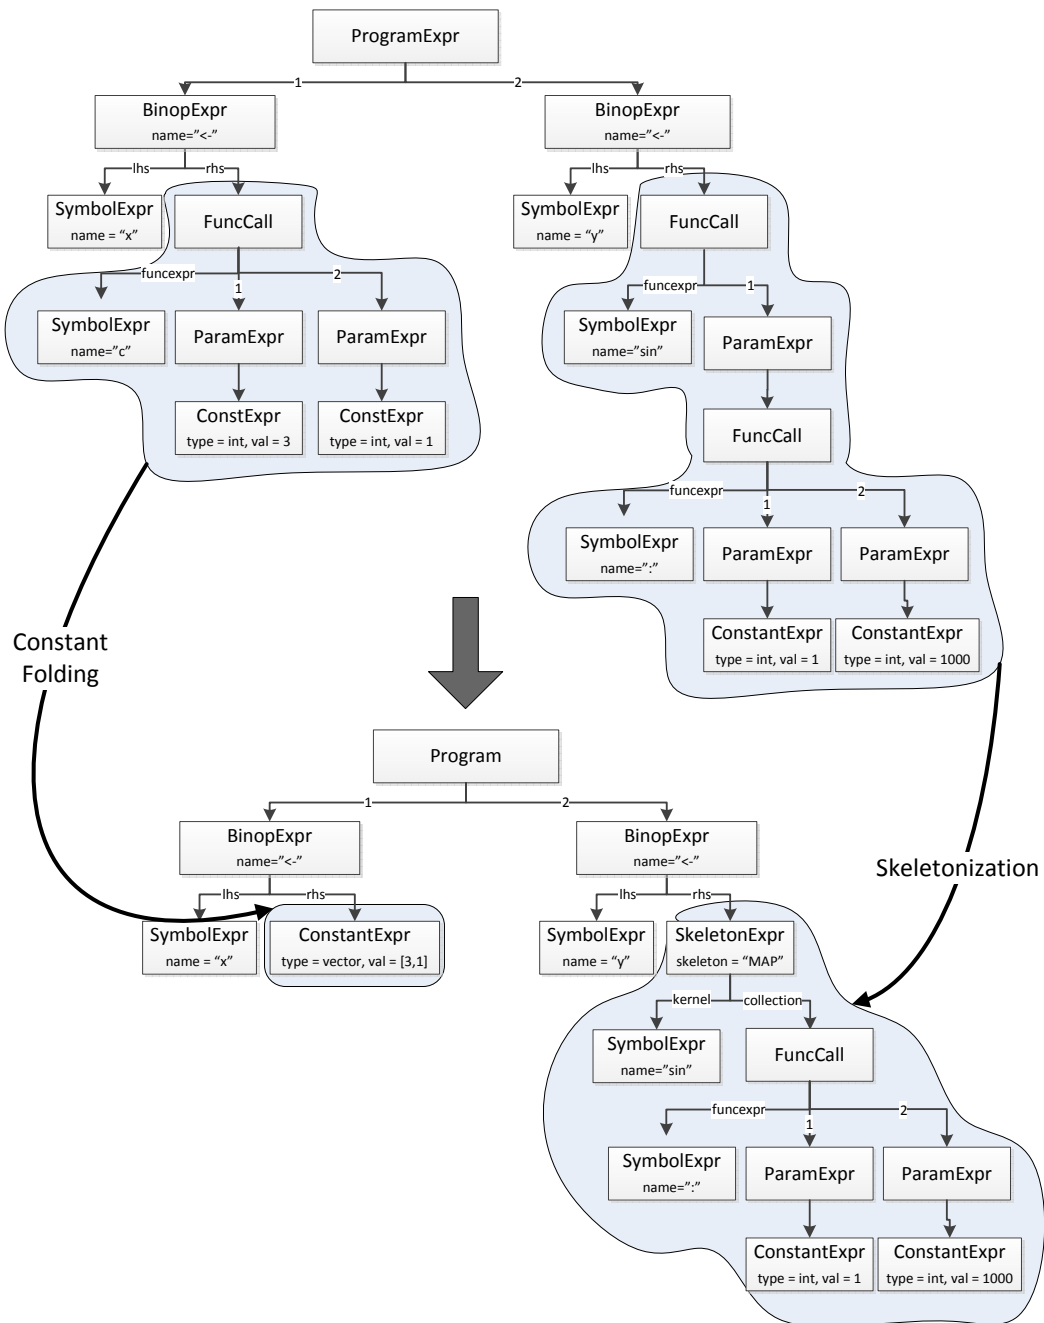 ProgramExpr
1
2
BinopExpr
name="<-"
BinopExpr
name="<-"
lhs
rhs
lhs
rhs
SymbolExpr
name = "x"
FuncCall
SymbolExpr
name = "y"
FuncCall
funcexpr
1
2
funcexpr
1
SymbolExpr
name="c"
ParamExpr
ParamExpr
SymbolExpr
name="sin"
ParamExpr
ConstExpr
type = int, val = 3
ConstExpr
type = int, val = 1
FuncCall
funcexpr
1
2
SymbolExpr
name=":"
ParamExpr
ParamExpr
ConstantExpr
type = int, val = 1
ConstantExpr
type = int, val = 1000
Constant
Folding
Program
1
2
BinopExpr
name="<-"
BinopExpr
name="<-"
Skeletonization
lhs
rhs
lhs
rhs
SymbolExpr
name = "x"
ConstantExpr
type = vector, val = [3,1]
SymbolExpr
name = "y"
SkeletonExpr
skeleton = "MAP"
kernel
collection
SymbolExpr
name="sin"
FuncCall
funcexpr
1
2
SymbolExpr
name=":"
ParamExpr
ParamExpr
ConstantExpr
type = int, val = 1
ConstantExpr
type = int, val = 1000